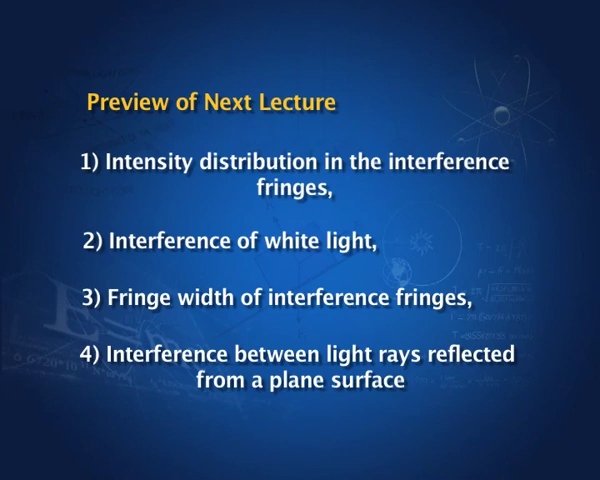 Preview of Next Lecture
1) Intensity distribution in the interference
fringes,
2) Interference of white light,
3) Fringe width of interference fringes,
4) Interference between light rays reflected
from a plane surface